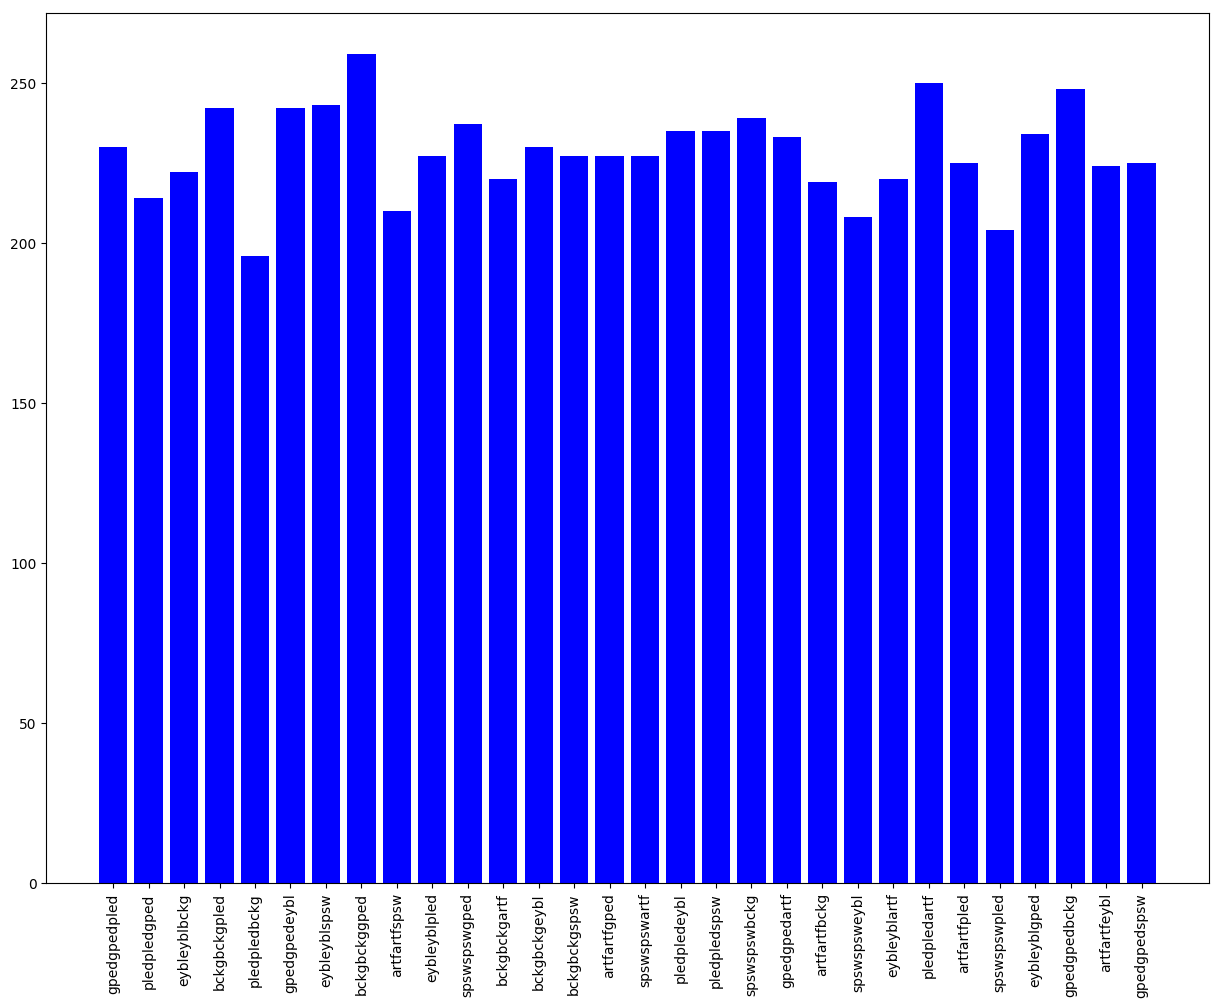 250
200
150
100
50
0
gpedgpedpled
pledpledgped
eybleyblbckg
bckgbckgpled
pledpledbckg
gpedgpedeybl
eybleyblspsw
bckgbckggped
artfartfspsw
eybleyblpled
spswspswgped
bckgbckgartf
bckgbckgeybl
bckgbckgspsw
artfartfgped
spswspswartf
pledpledeybl
pledpledspsw
spswspswbckg
gpedgpedartf
artfartfbckg
spswspsweybl
eybleyblartf
pledpledartf
artfartfpled
spswspswpled
eybleyblgped
gpedgpedbckg
artfartfeybl
gpedgpedspsw